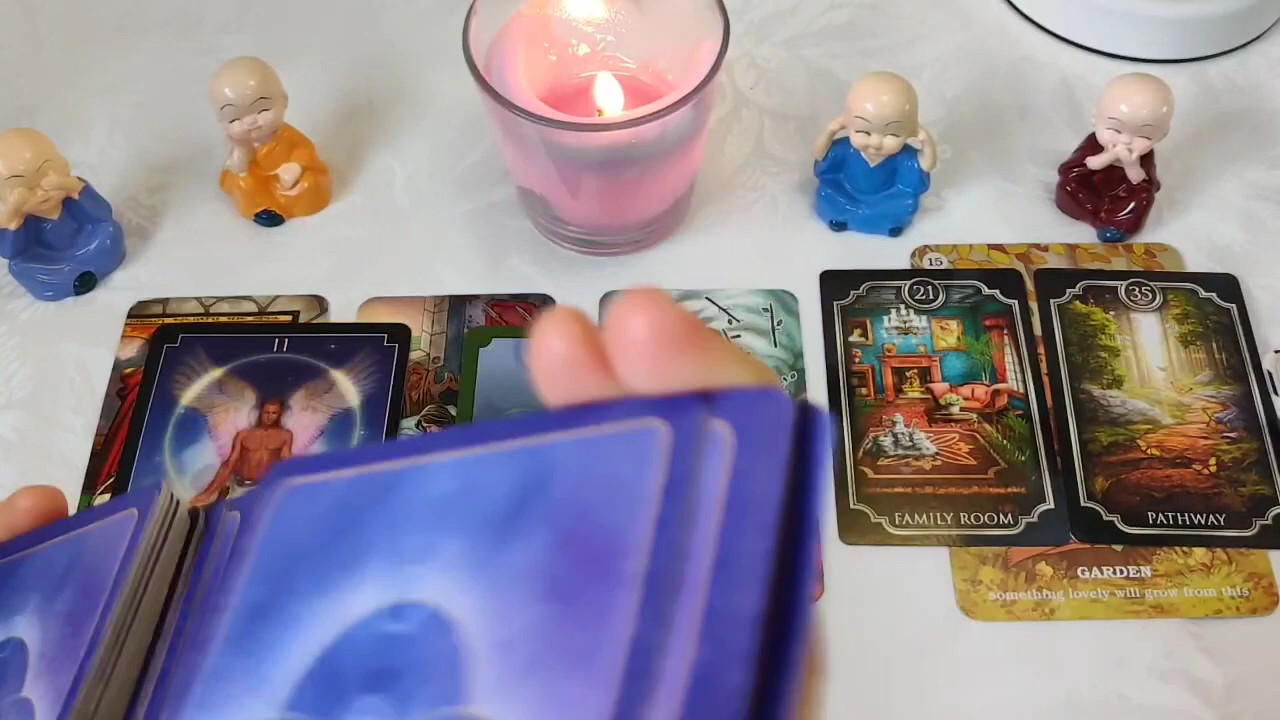 15
21
35
11
FAMILY ROOM
PATHWAY
GARDEN
something lovely will grow from this